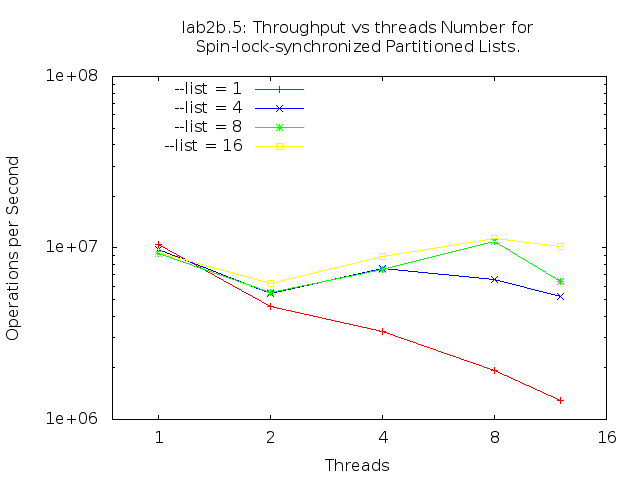 lab2b.5: Throughput vs threads Number for
Spin-lock-synchronized Partitioned Lists.
1e+08
1e+07
1e+06
Operations per Second
--list = 1
--list = 4
--list = 8
--list = 16
1 2 4 8 16
Threads